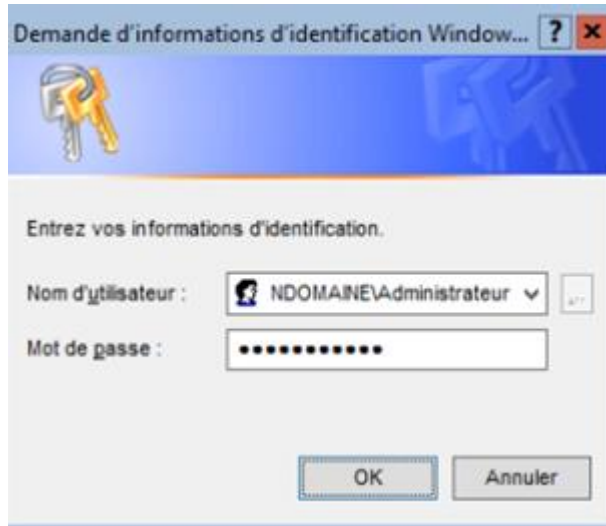 Demande d'informations d'identification Window... ? ×
Entrez vos informations d'identification.
Nom d'utilisateur : NDOMAINE\Administrateur ...
Mot de passe : •••••••••••
OK Annuler